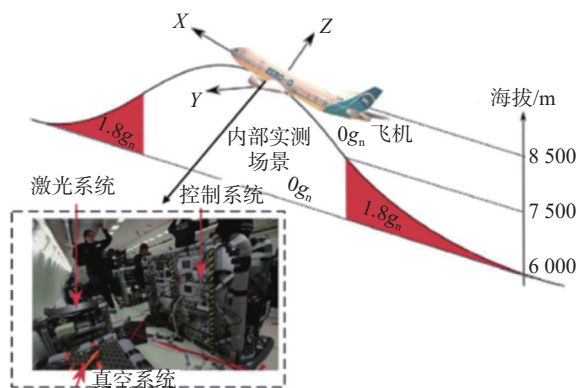 X
Z
Y
海拔/m
1.8gₙ
内部实测
场景
0gₙ 飞机
0gₙ
8 500
激光系统
控制系统
7 500
1.8gₙ
6 000
真空系统